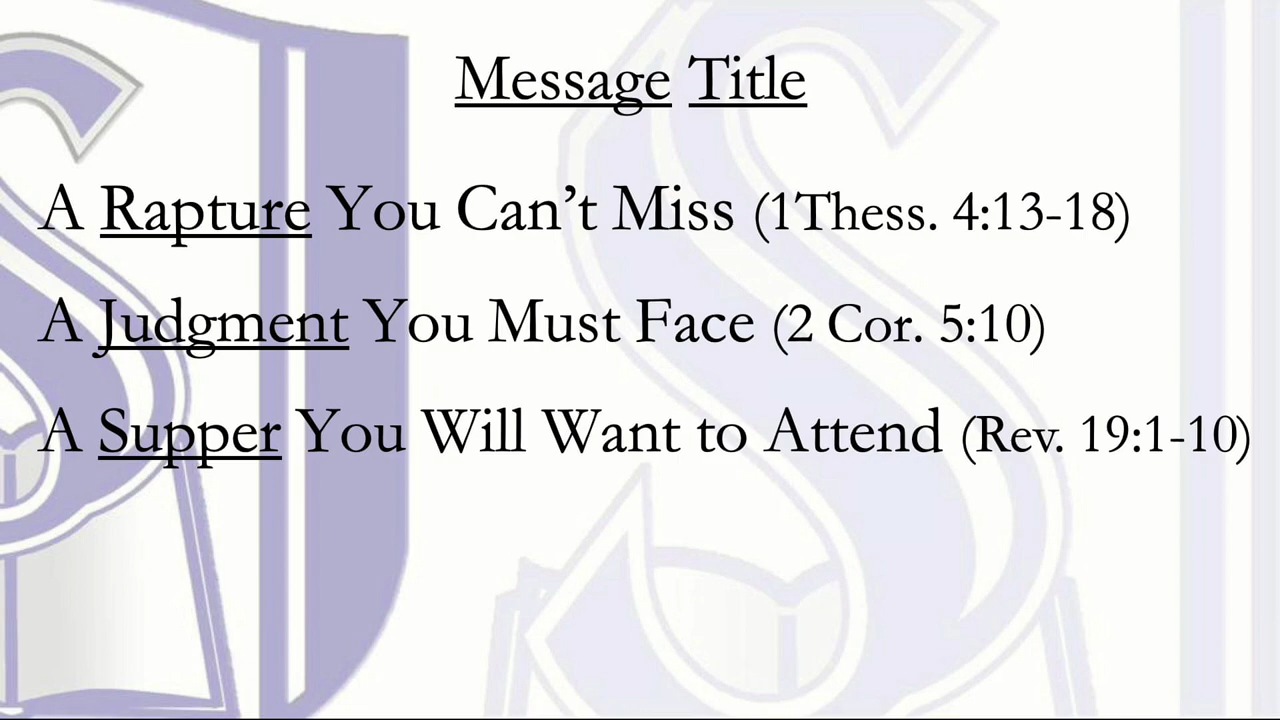 Message Title
A Rapture You Can’t Miss (1Thess. 4:13-18)
A Judgment You Must Face (2 Cor. 5:10)
A Supper You Will Want to Attend (Rev. 19:1-10)